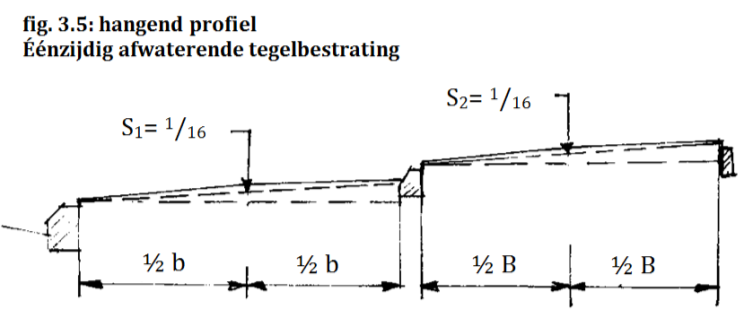 fig. 3.5: hangend profiel
Éénzijdig afwaterende tegelbestrating
S₂= ¹/₁₆
S₁= ¹/₁₆
½ b
½ b
½ B
½ B